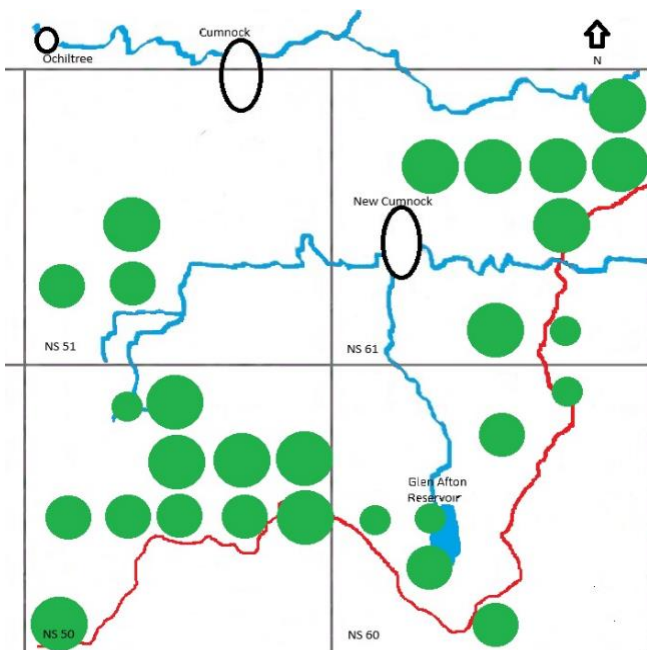 Cumnock
Ochiltree
N
New Cumnock
NS 51
NS 61
Glen Afton
Reservoir
NS 50
NS 60